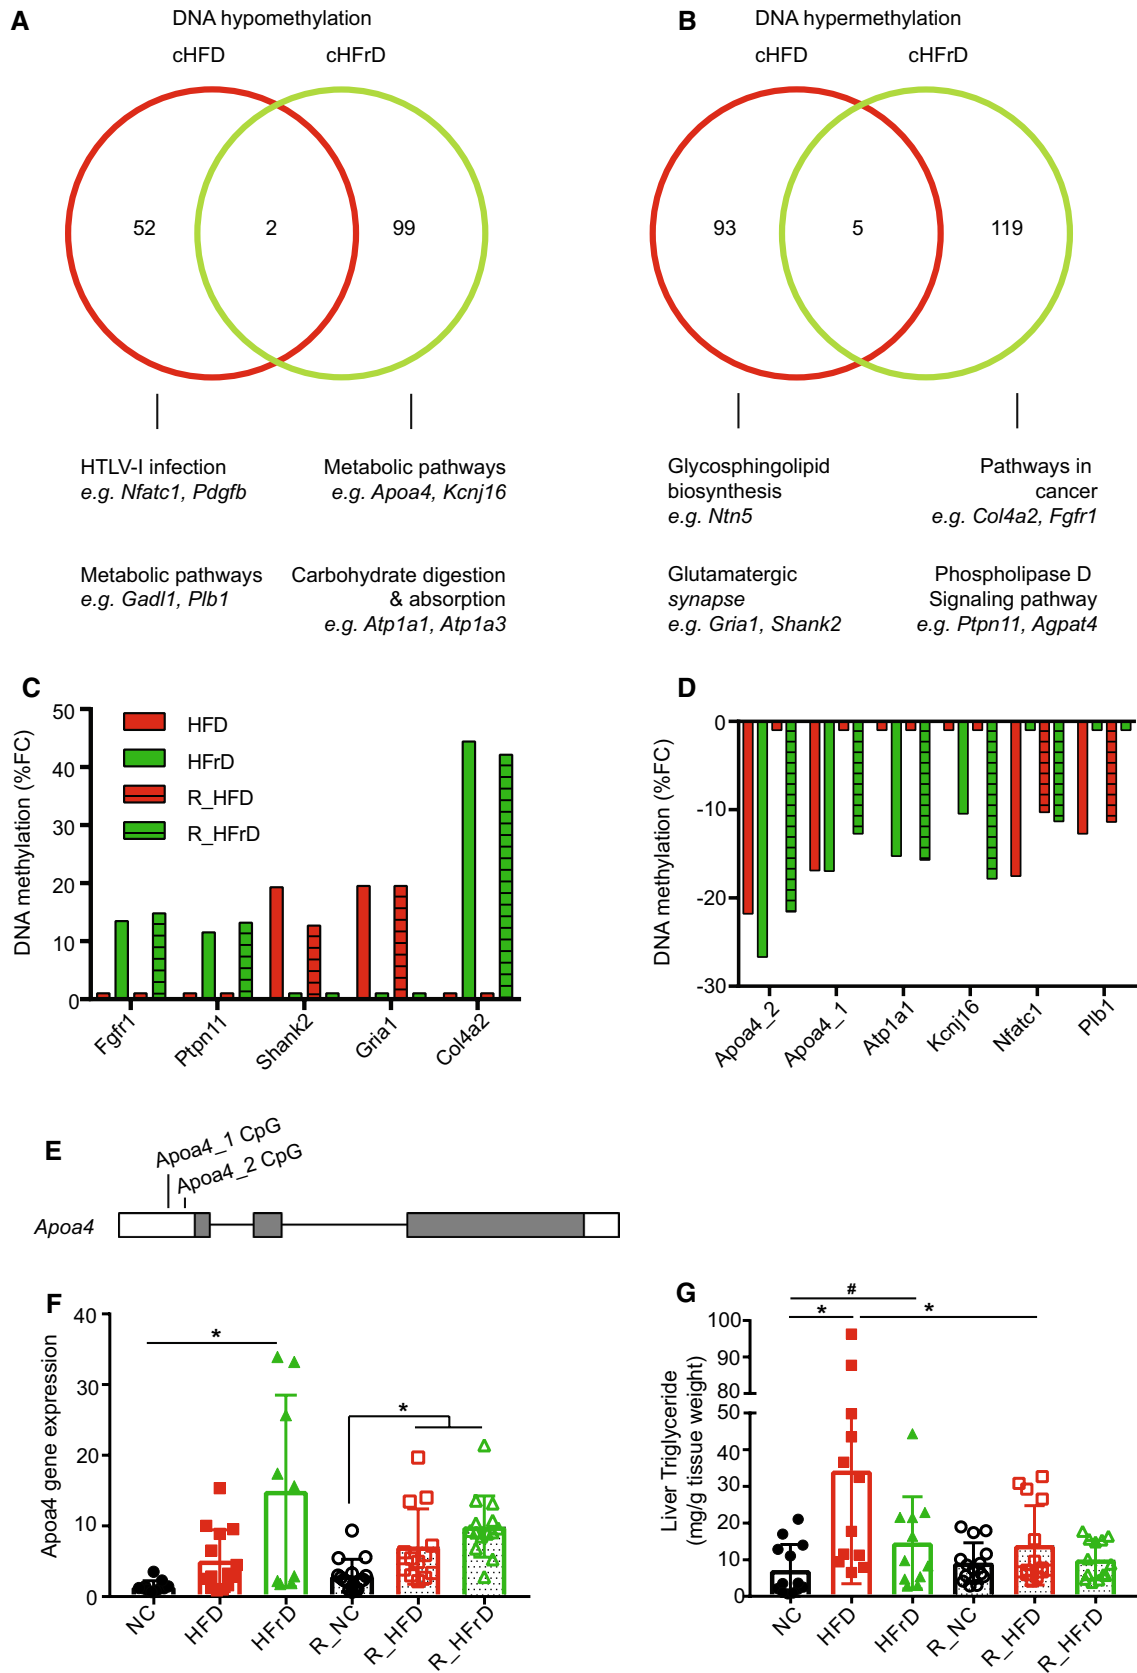 A
DNA hypomethylation
cHFD cHFrD
52 2 99
HTLV-I infection
e.g. Nfatc1, Pdgfb
Metabolic pathways
e.g. Apoa4, Kcnj16
Metabolic pathways
e.g. Gadl1, Plb1
Carbohydrate digestion
& absorption
e.g. Atp1a1, Atp1a3
B
DNA hypermethylation
cHFD cHFrD
93 5 119
Glycosphingolipid
biosynthesis
e.g. Ntn5
Pathways in
cancer
e.g. Col4a2, Fgfr1
Glutamatergic
synapse
e.g. Gria1, Shank2
Phospholipase D
Signaling pathway
e.g. Ptpn11, Agpat4
C
DNA methylation (%FC)
50
40
30
20
10
0
HFD
HFrD
R_HFD
R_HFrD
Fgfr1
Ptpn11
Shank2
Gria1
Col4a2
D
DNA methylation (%FC)
0
-10
-20
-30
Apoa4_2
Apoa4_1
Atp1a1
Kcnj16
Nfatc1
Plb1
E
Apoa4_1 CpG
Apoa4_2 CpG
Apoa4
F
Apoa4 gene expression
40
30
20
10
0
*
*
NC
HFD
HFrD
R_NC
R_HFD
R_HFrD
G
Liver Triglyceride
(mg/g tissue weight)
100
90
80
50
40
30
20
10
0
#
*
*
NC
HFD
HFrD
R_NC
R_HFD
R_HFrD